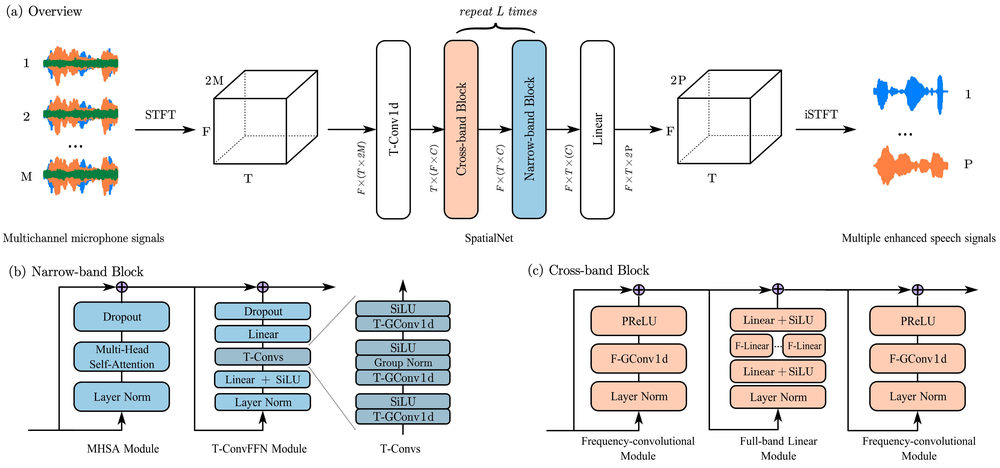 (a) Overview
repeat L times
1
2
...
M
STFT
2M
F
T
F×(T×2M)
T-Conv1d
T×(F×C)
Cross-band Block
F×(T×C)
Narrow-band Block
F×T×(C)
Linear
F×T×2P
2P
F
T
iSTFT
1
...
P
Multichannel microphone signals
SpatialNet
Multiple enhanced speech signals
(b) Narrow-band Block
Dropout
Multi-Head
Self-Attention
Layer Norm
MHSA Module
Dropout
Linear
T-Convs
Linear + SiLU
Layer Norm
T-ConvFFN Module
SiLU
T-GConv1d
SiLU
Group Norm
T-GConv1d
SiLU
T-GConv1d
T-Convs
(c) Cross-band Block
PReLU
F-GConv1d
Layer Norm
Frequency-convolutional
Module
Linear+SiLU
F-Linear ... F-Linear
Linear+SiLU
Layer Norm
Full-band Linear
Module
PReLU
F-GConv1d
Layer Norm
Frequency-convolutional
Module